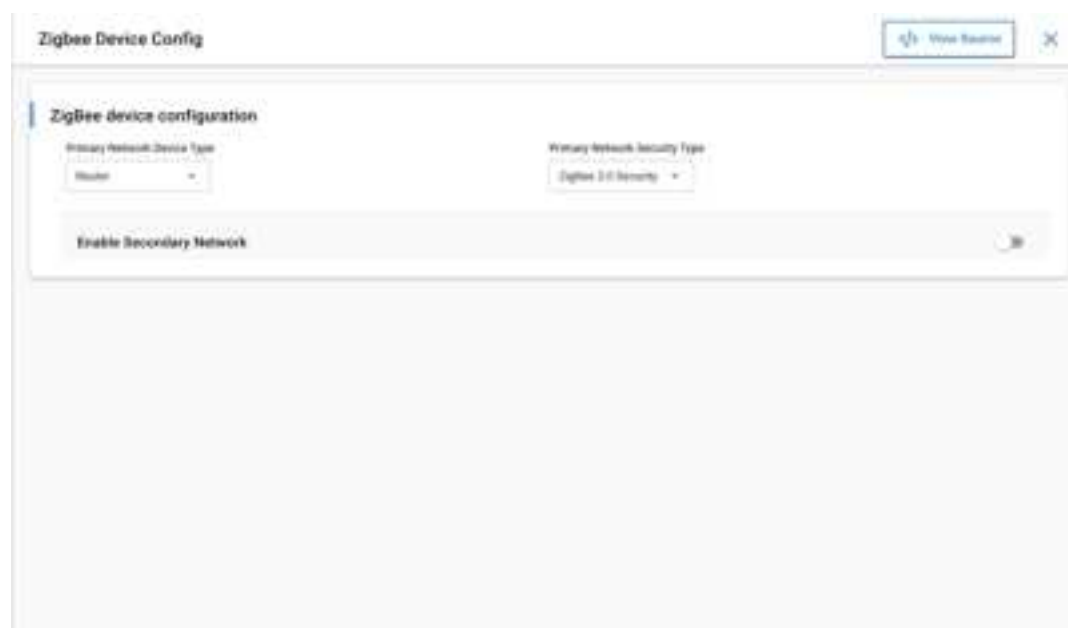 Zigbee Device Config
</> View Source
ZigBee device configuration
Primary Network Device Type
Primary Network Security Type
Router
ZigBee 3.0 Security
Enable Secondary Network